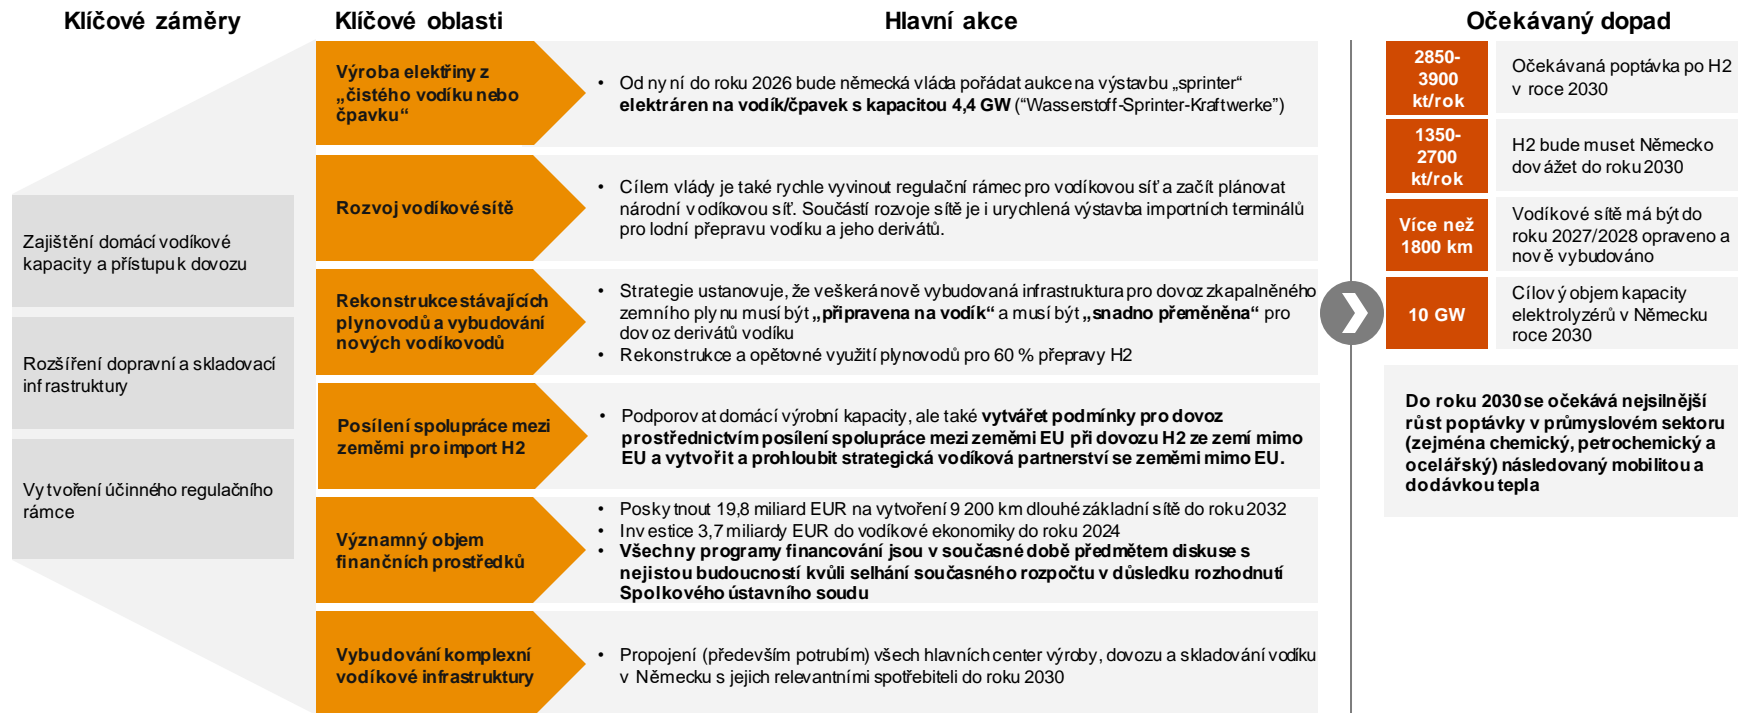 Klíčové záměry
Zajištění domácí vodíkové
kapacity a přístupu k dovozu
Rozšíření dopravní a skladovací
infrastruktury
Vytvoření účinného regulačního
rámce
Klíčové oblasti
Hlavní akce
Výroba elektřiny z
„čistého vodíku nebo
čpavku“
• Od nyní do roku 2026 bude německá vláda pořádat aukce na výstavbu „sprinter“
elektráren na vodík/čpavek s kapacitou 4,4 GW (“Wasserstoff-Sprinter-Kraftwerke”)
Rozvoj vodíkové sítě
• Cílem vlády je také rychle vyvinout regulační rámec pro vodíkovou síť a začít plánovat
národní vodíkovou síť. Součástí rozvoje sítě je i urychlená výstavba importních terminálů
pro lodní přepravu vodíku a jeho derivátů.
Rekonstrukce stávajících
plynovodů a vybudování
nových vodíkovodů
• Strategie ustanovuje, že veškerá nově vybudovaná infrastruktura pro dovoz zkapalněného
zemního plynu musí být „připravena na vodík“ a musí být „snadno přeměněna“ pro
dovoz derivátů vodíku
• Rekonstrukce a opětovné využití plynovodů pro 60 % přepravy H2
Posílení spolupráce mezi
zeměmi pro import H2
• Podporovat domácí výrobní kapacity, ale také vytvářet podmínky pro dovoz
prostřednictvím posílení spolupráce mezi zeměmi EU při dovozu H2 ze zemí mimo
EU a vytvořit a prohloubit strategická vodíková partnerství se zeměmi mimo EU.
Významný objem
finančních prostředků
• Poskytnout 19,8 miliard EUR na vytvoření 9 200 km dlouhé základní sítě do roku 2032
• Investice 3,7 miliardy EUR do vodíkové ekonomiky do roku 2024
• Všechny programy financování jsou v současné době předmětem diskuse s
nejistou budoucností kvůli selhání současného rozpočtu v důsledku rozhodnutí
Spolkového ústavního soudu
Vybudování komplexní
vodíkové infrastruktury
• Propojení (především potrubím) všech hlavních center výroby, dovozu a skladování vodíku
v Německu s jejich relevantními spotřebiteli do roku 2030
Očekávaný dopad
2850-
3900
kt/rok
Očekávaná poptávka po H2
v roce 2030
1350-
2700
kt/rok
H2 bude muset Německo
dovážet do roku 2030
Více než
1800 km
Vodíkové sítě má být do
roku 2027/2028 opraveno a
nově vybudováno
10 GW
Cílový objem kapacity
elektrolyzérů v Německu
roce 2030
Do roku 2030 se očekává nejsilnější
růst poptávky v průmyslovém sektoru
(zejména chemický, petrochemický a
ocelářský) následovaný mobilitou a
dodávkou tepla